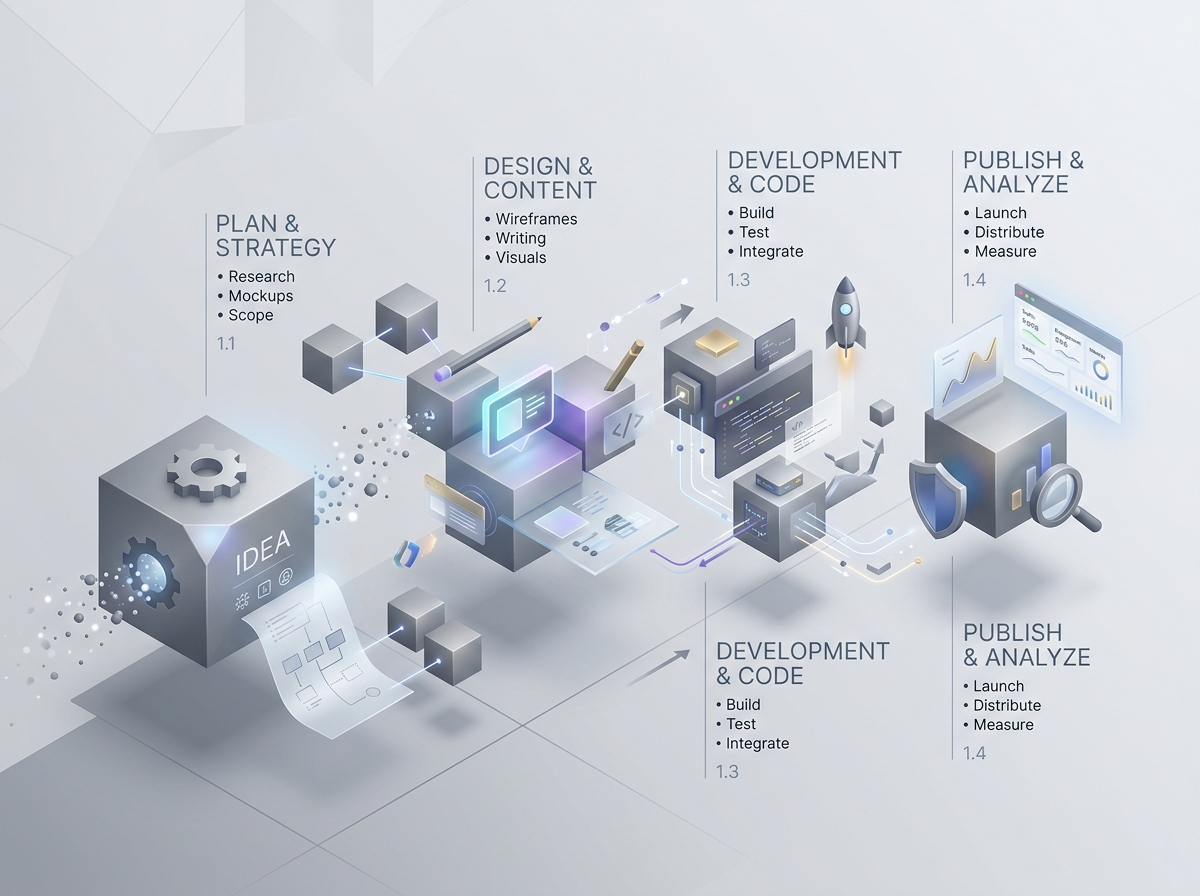 PLAN &
STRATEGY
• Research
• Mockups
• Scope
1.1
DESIGN &
CONTENT
• Wireframes
• Writing
• Visuals
1.2
DEVELOPMENT
& CODE
• Build
• Test
• Integrate
1.3
PUBLISH &
ANALYZE
• Launch
• Distribute
• Measure
1.4
IDEA
</>
DEVELOPMENT
& CODE
• Build
• Test
• Integrate
1.3
PUBLISH
& ANALYZE
• Launch
• Distribute
• Measure
1.4